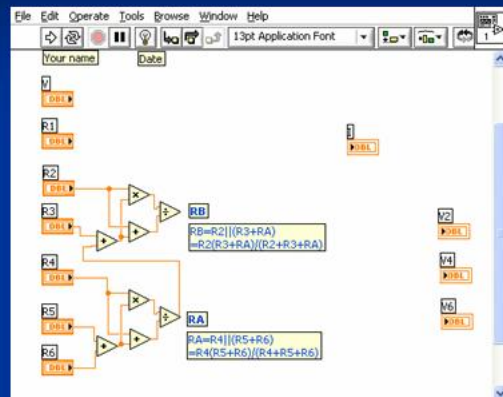 File Edit Operate Tools Browse Window Help
13pt Application Font
1
Your name
Date
V
DBL
R1
DBL
I
DBL
R2
DBL
R3
DBL
RB
RB=R2||(R3+RA)
=R2(R3+RA)/(R2+R3+RA)
V2
DBL
R4
DBL
V4
DBL
R5
DBL
RA
RA=R4||(R5+R6)
=R4(R5+R6)/(R4+R5+R6)
V6
DBL
R6
DBL